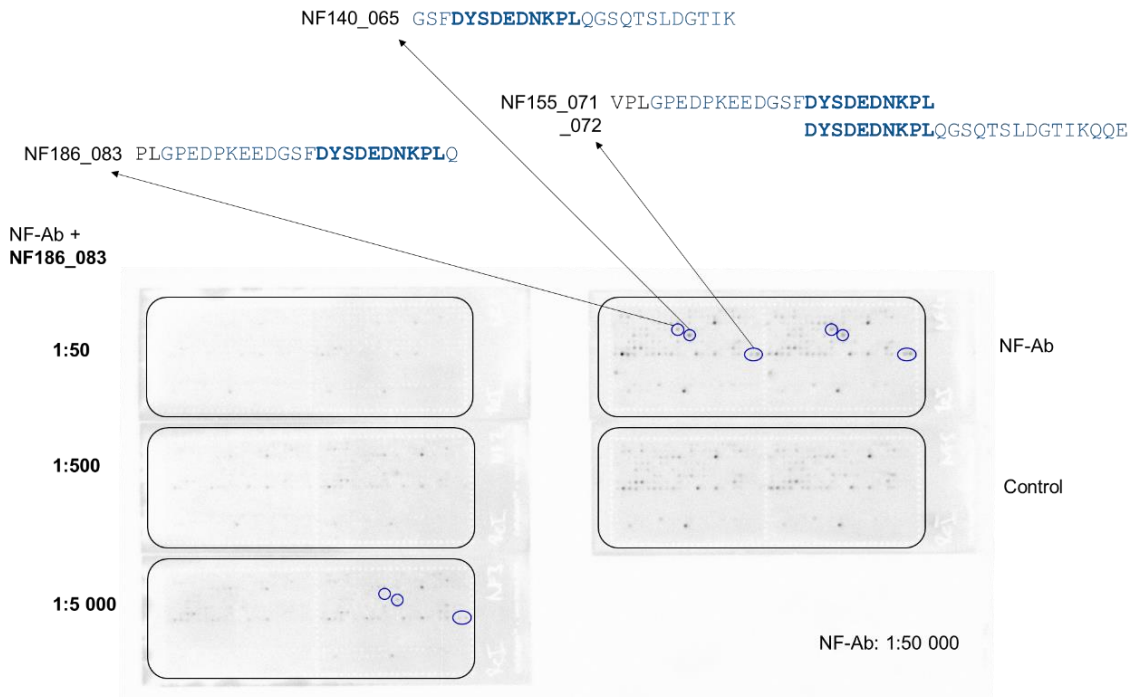 NF140_065 GSFDYSDEDNKPLQGSQTSLDGTIK
NF155_071 VPLGPEDPKEEDGSFDYSDEDNKPL
_072 DYSDEDNKPLQGSQTSLDGTIKQQE
NF186_083 PLGPEDPKEEDGSFDYSDEDNKPLQ
NF-Ab +
NF186_083
1:50
NF-Ab
1:500
Control
1:5 000
NF-Ab: 1:50 000